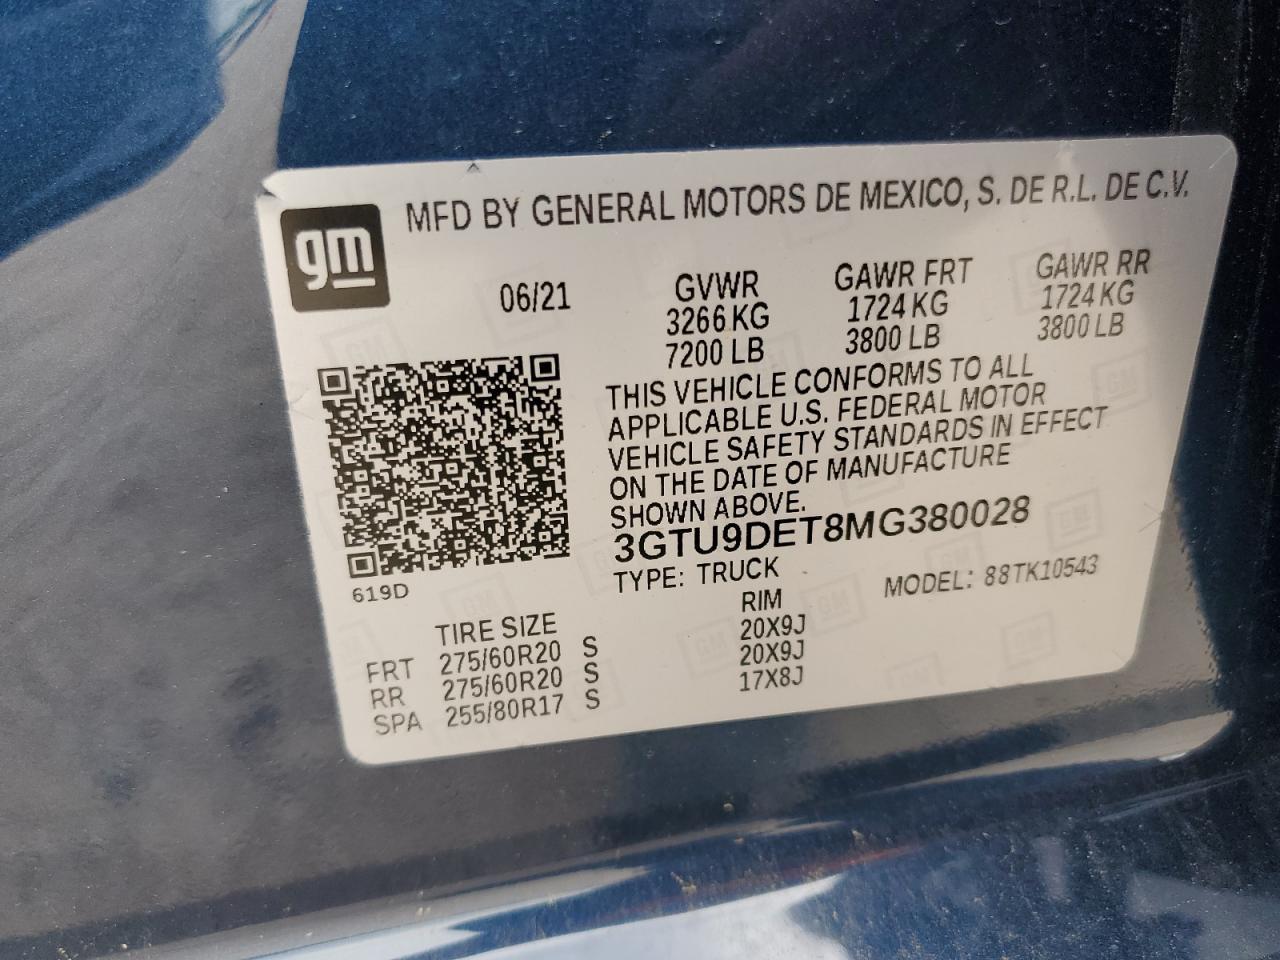 gm
MFD BY GENERAL MOTORS DE MEXICO, S. DE R.L. DE C.V.
06/21 GVWR GAWR FRT GAWR RR
3266 KG 1724 KG 1724 KG
7200 LB 3800 LB 3800 LB
THIS VEHICLE CONFORMS TO ALL
APPLICABLE U.S. FEDERAL MOTOR
VEHICLE SAFETY STANDARDS IN EFFECT
ON THE DATE OF MANUFACTURE
SHOWN ABOVE.
3GTU9DET8MG380028
619D TYPE: TRUCK MODEL: 88TK10543
TIRE SIZE RIM
FRT 275/60R20 S 20X9J
RR 275/60R20 S 20X9J
SPA 255/80R17 S 17X8J